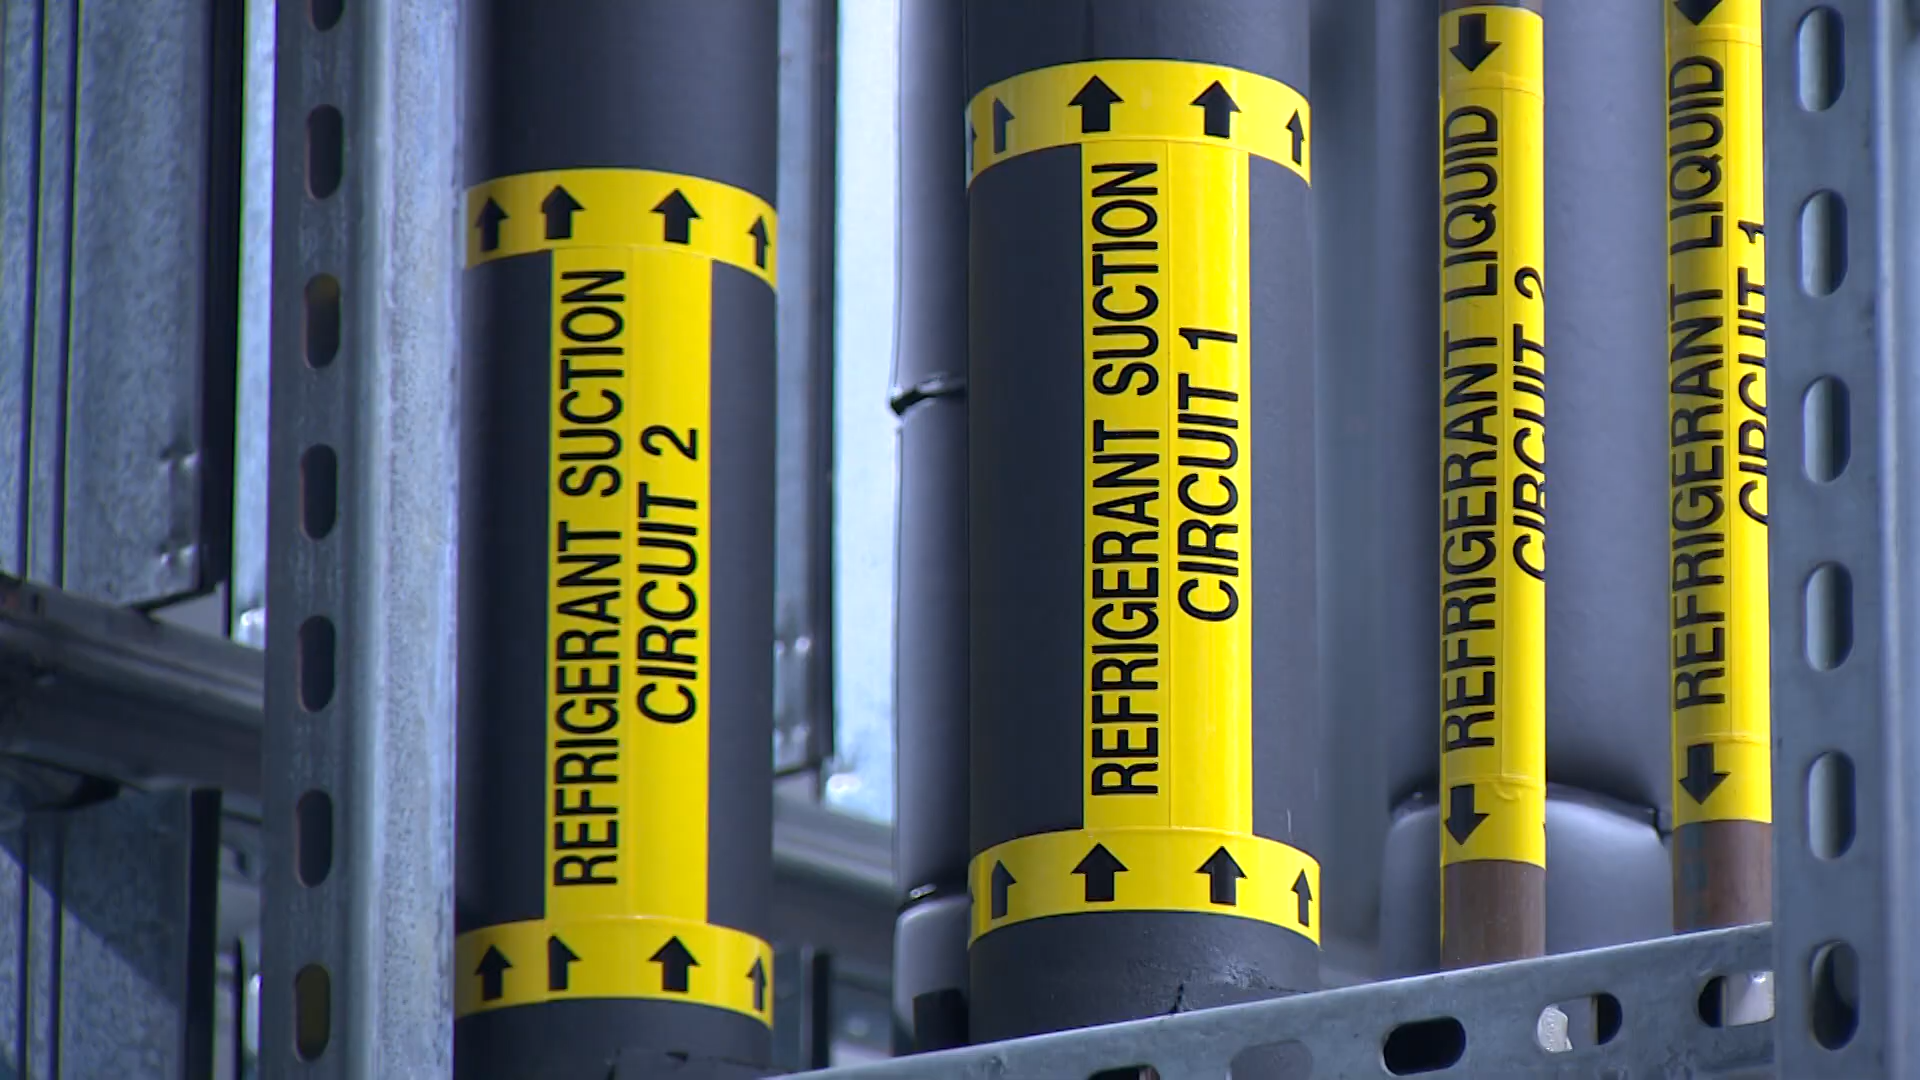 REFRIGERANT SUCTION
CIRCUIT 2
REFRIGERANT SUCTION
CIRCUIT 1
REFRIGERANT LIQUID
CIRCUIT 2
REFRIGERANT LIQUID
CIRCUIT 1